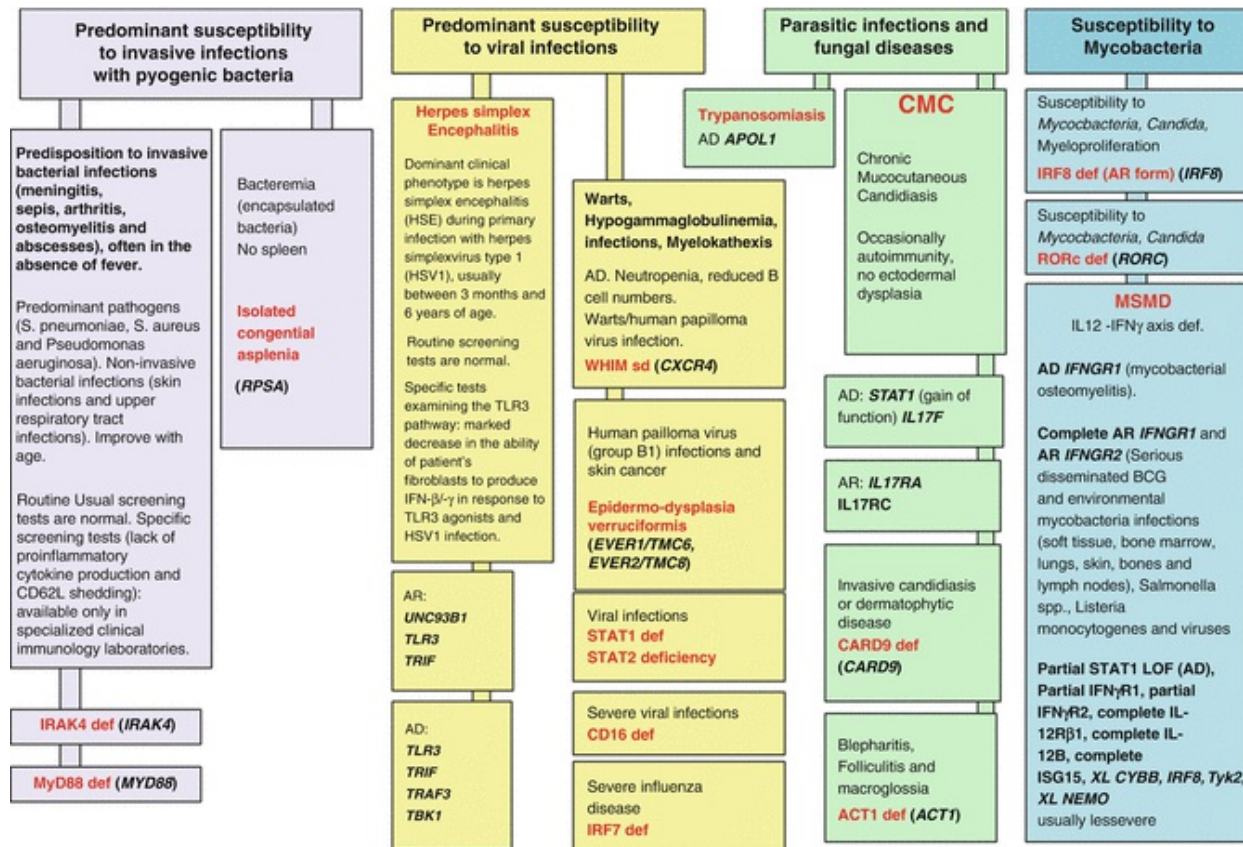 Predominant susceptibility
to invasive infections
with pyogenic bacteria
Predisposition to invasive
bacterial infections
(meningitis,
sepsis, arthritis,
osteomyelitis and
abscesses), often in the
absence of fever.
Predominant pathogens
(S. pneumoniae, S. aureus
and Pseudomonas
aeruginosa). Non-invasive
bacterial infections (skin
infections and upper
respiratory tract
infections). Improve with
age.
Routine Usual screening
tests are normal. Specific
screening tests (lack of
proinflammatory
cytokine production and
CD62L shedding):
available only in
specialized clinical
immunology laboratories.
IRAK4 def (IRAK4)
MyD88 def (MYD88)
Bacteremia
(encapsulated
bacteria)
No spleen
Isolated
congential
asplenia
(RPSA)
Predominant susceptibility
to viral infections
Herpes simplex
Encephalitis
Dominant clinical
phenotype is herpes
simplex encephalitis
(HSE) during primary
infection with herpes
simplexvirus type 1
(HSV1), usually
between 3 months and
6 years of age.
Routine screening
tests are normal.
Specific tests
examining the TLR3
pathway: marked
decrease in the ability
of patient's
fibroblasts to produce
IFN-β/-γ in response to
TLR3 agonists and
HSV1 infection.
AR:
UNC93B1
TLR3
TRIF
AD:
TLR3
TRIF
TRAF3
TBK1
Warts,
Hypogammaglobulinemia,
infections, Myelokathexis
AD. Neutropenia, reduced B
cell numbers.
Warts/human papilloma
virus infection.
WHIM sd (CXCR4)
Human pailloma virus
(group B1) infections and
skin cancer
Epidermo-dysplasia
verruciformis
(EVER1/TMC6,
EVER2/TMC8)
Viral infections
STAT1 def
STAT2 deficiency
Severe viral infections
CD16 def
Severe influenza
disease
IRF7 def
Parasitic infections and
fungal diseases
Trypanosomiasis
AD APOL1
CMC
Chronic
Mucocutaneous
Candidiasis
Occasionally
autoimmunity,
no ectodermal
dysplasia
AD: STAT1 (gain of
function) IL17F
AR: IL17RA
IL17RC
Invasive candidiasis
or dermatophytic
disease
CARD9 def
(CARD9)
Blepharitis,
Folliculitis and
macroglossia
ACT1 def (ACT1)
Susceptibility to
Mycobacteria
Susceptibility to
Mycocbacteria, Candida,
Myeloproliferation
IRF8 def (AR form) (IRF8)
Susceptibility to
Mycocbacteria, Candida
RORc def (RORC)
MSMD
IL12 -IFNγ axis def.
AD IFNGR1 (mycobacterial
osteomyelitis).
Complete AR IFNGR1 and
AR IFNGR2 (Serious
disseminated BCG
and environmental
mycobacteria infections
(soft tissue, bone marrow,
lungs, skin, bones and
lymph nodes), Salmonella
spp., Listeria
monocytogenes and viruses
Partial STAT1 LOF (AD),
Partial IFNγR1, partial
IFNγR2, complete IL-
12Rβ1, complete IL-
12B, complete
ISG15, XL CYBB, IRF8, Tyk2,
XL NEMO
usually lessevere